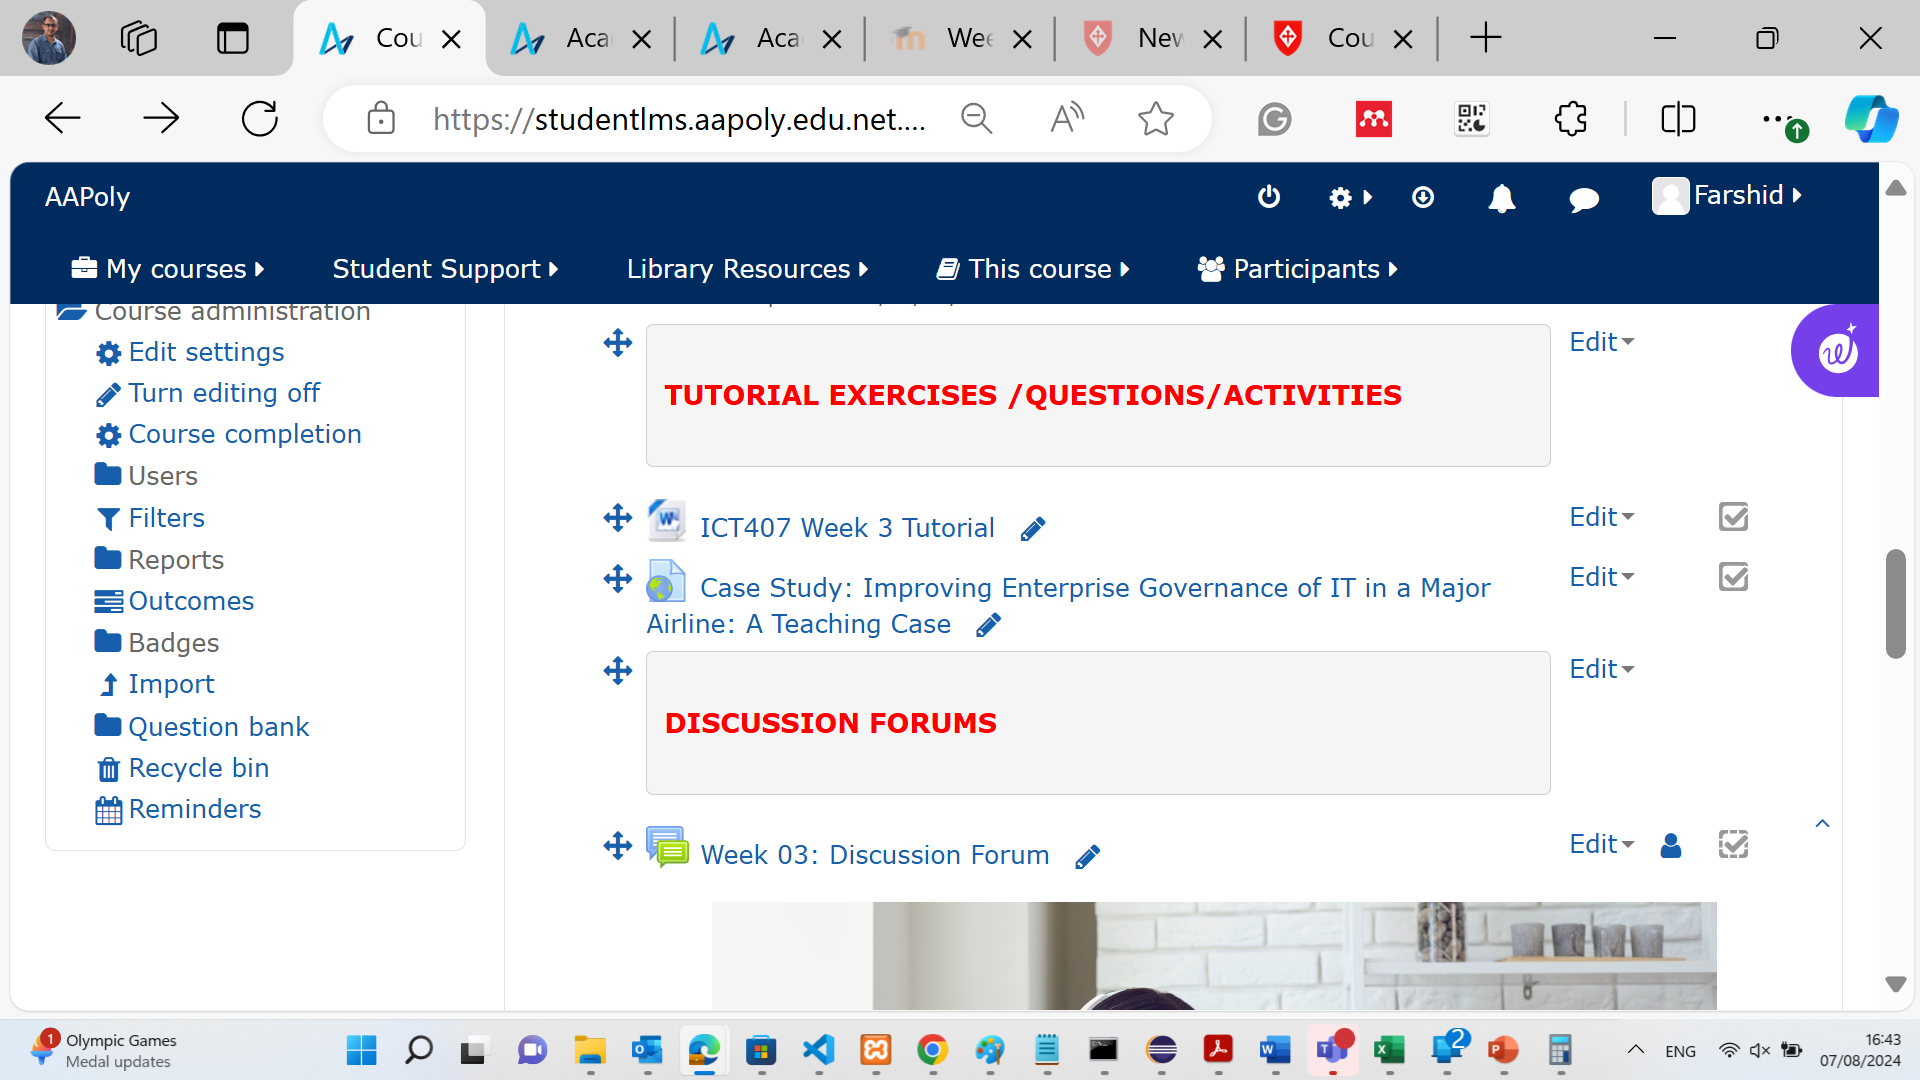 Cou
Aca
Aca
Wee
New
Cou
https://studentlms.aapoly.edu.net....
AAPoly
Farshid
My courses
Student Support
Library Resources
This course
Participants
Course administration
Edit settings
Turn editing off
Course completion
Users
Filters
Reports
Outcomes
Badges
Import
Question bank
Recycle bin
Reminders
TUTORIAL EXERCISES /QUESTIONS/ACTIVITIES
Edit
ICT407 Week 3 Tutorial
Edit
Case Study: Improving Enterprise Governance of IT in a Major
Airline: A Teaching Case
Edit
DISCUSSION FORUMS
Edit
Week 03: Discussion Forum
Edit
1
Olympic Games
Medal updates
2
ENG
16:43
07/08/2024